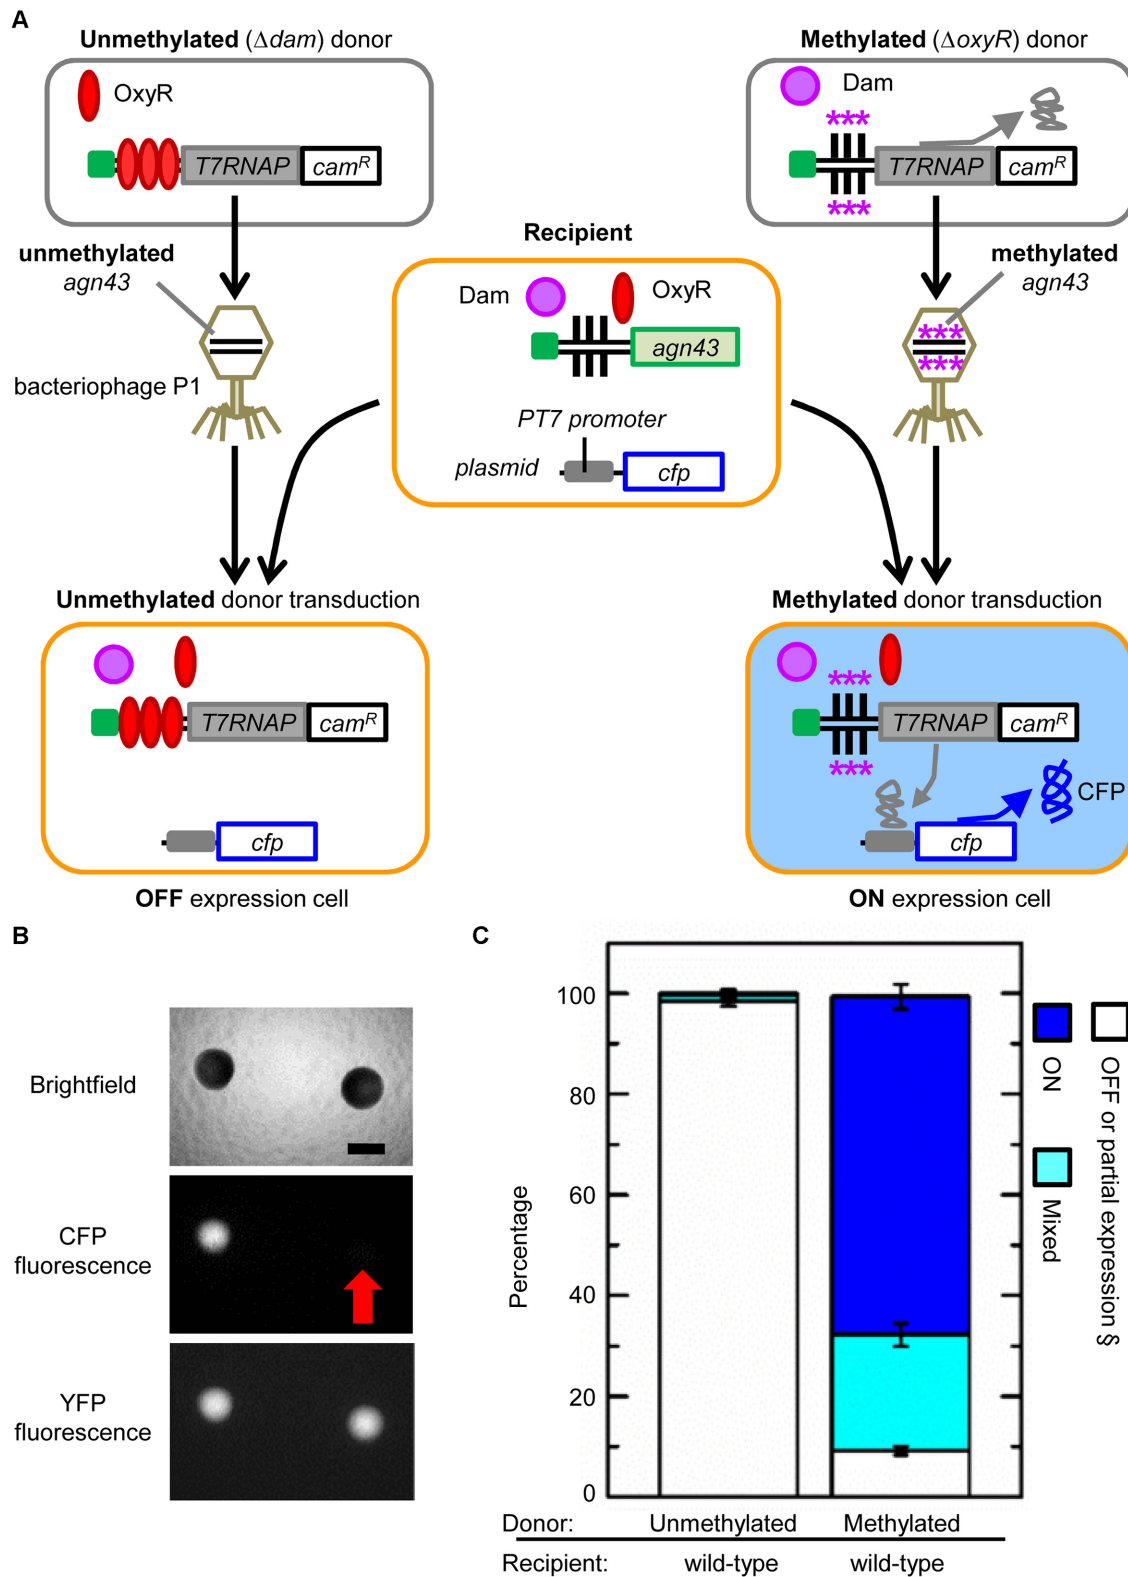 A
Unmethylated (Δdam) donor
Methylated (ΔoxyR) donor
OxyR
T7RNAP camR
Dam
***
T7RNAP camR
***
unmethylated
agn43
bacteriophage P1
Recipient
Dam
OxyR
agn43
PT7 promoter
plasmid
cfp
methylated
agn43
***
***
Unmethylated donor transduction
T7RNAP camR
cfp
OFF expression cell
Methylated donor transduction
***
T7RNAP camR
***
CFP
cfp
ON expression cell
B
Brightfield
CFP
fluorescence
YFP
fluorescence
C
Percentage
100
80
60
40
20
0
ON
Mixed
OFF or partial expression §
Donor: Unmethylated Methylated
Recipient: wild-type wild-type